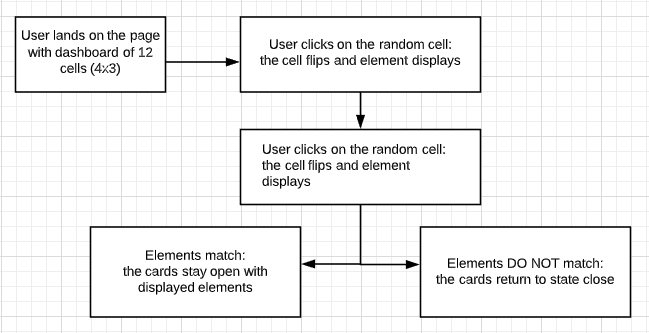 User lands on the page
with dashboard of 12
cells (4x3)
User clicks on the random cell:
the cell flips and element displays
User clicks on the random cell:
the cell flips and element
displays
Elements match:
the cards stay open with
displayed elements
Elements DO NOT match:
the cards return to state close